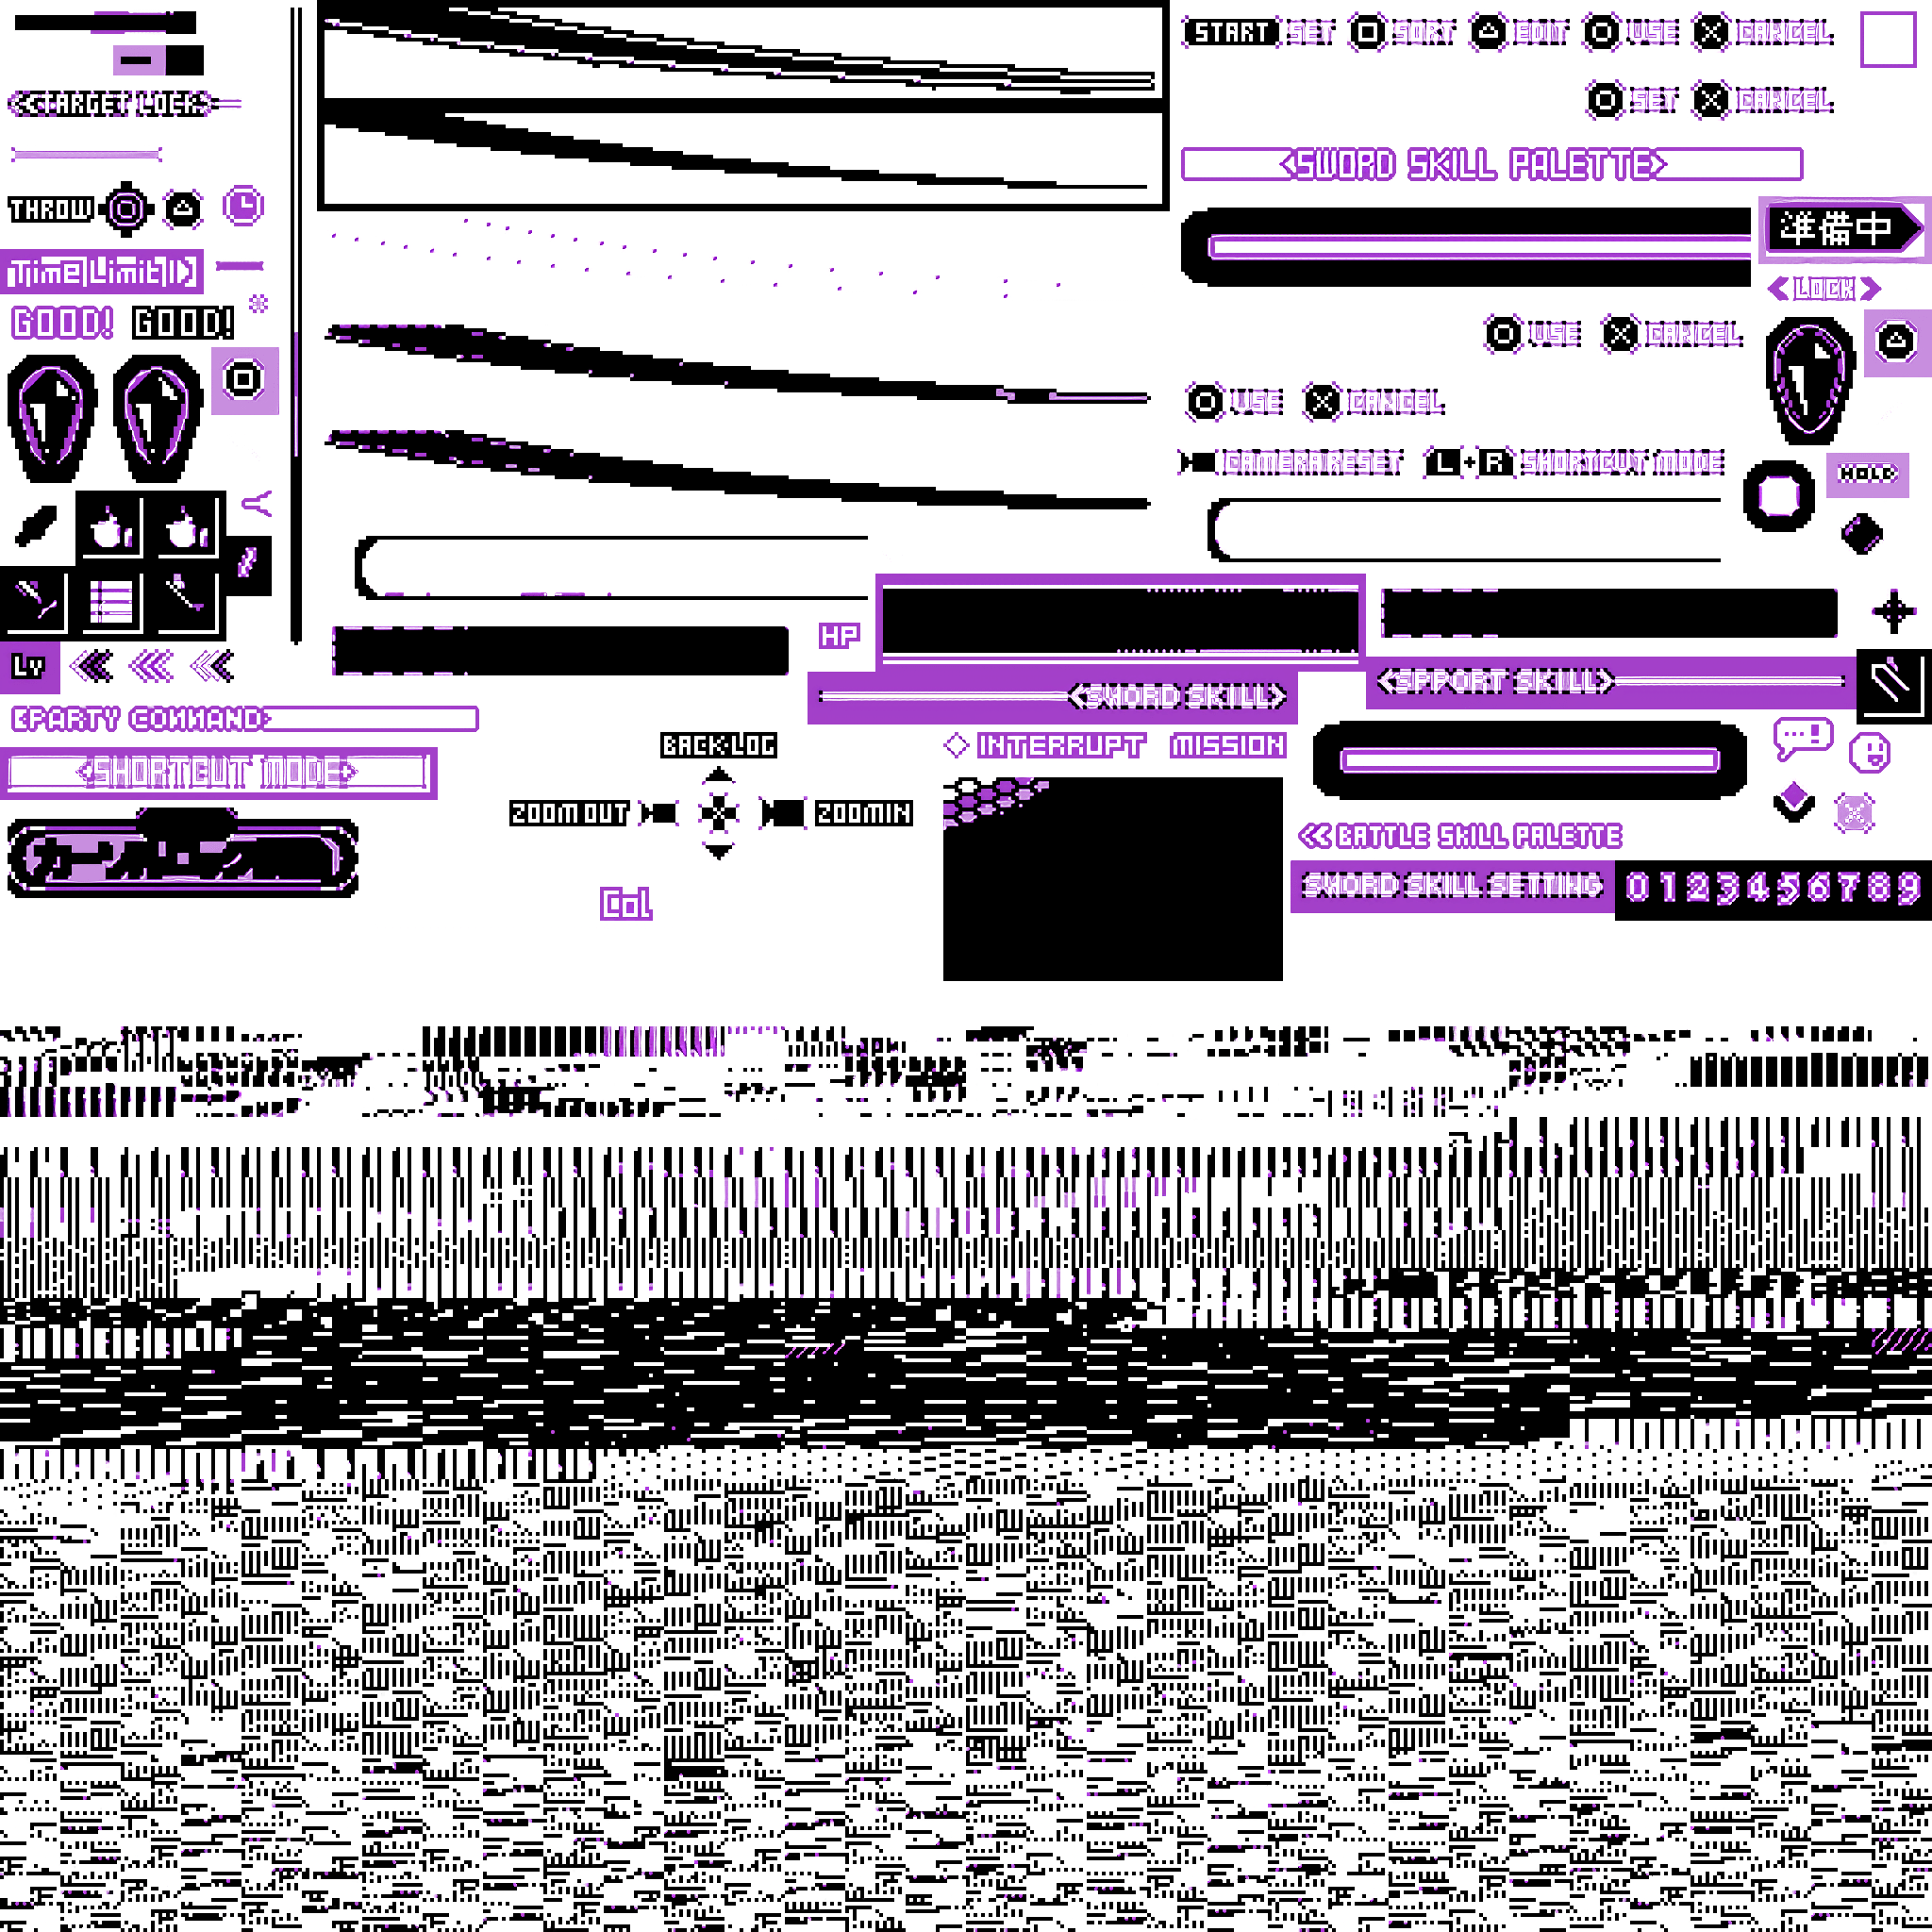 START SET SORT EDIT USE CANCEL
SET CANCEL
<<TARGET LOCK>>
<SWORD SKILL PALETTE>
THROW
準備中
Time Limit
<LOCK>
GOOD! GOOD!
USE CANCEL
USE CANCEL
CAMERA RESET L+R SHORTCUT MODE
HOLD
HP
Lv
<SWORD SKILL>
<SPPORT SKILL>
<PARTY COMMAND>
BACK LOG
INTERRUPT MISSION
<SHORTCUT MODE>
ZOOM OUT ZOOM IN
<< BATTLE SKILL PALETTE
SWORD SKILL SETTING 0 1 2 3 4 5 6 7 8 9
Col